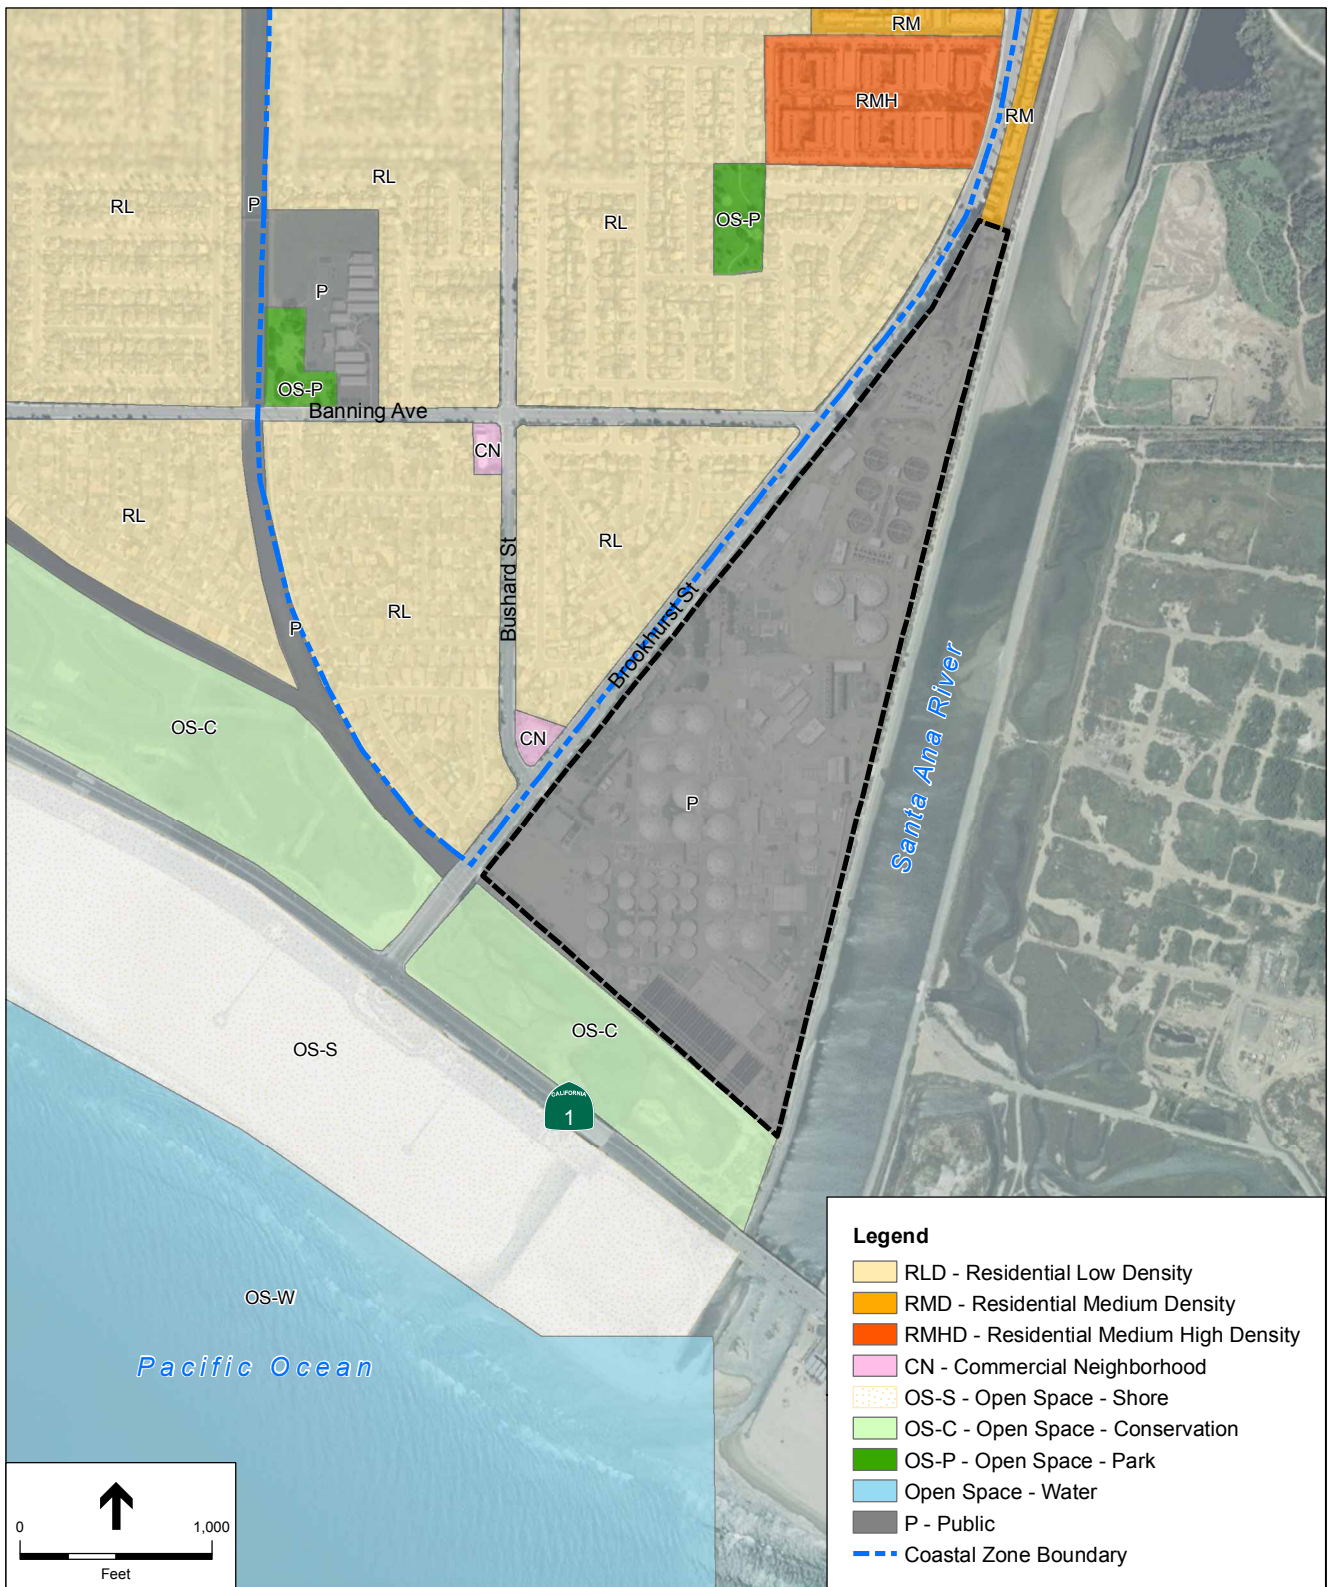 RM
RMH
RM
RL
RL
P
RL
OS-P
P
OS-P
Banning Ave
CN
RL
RL
Bushard St
RL
Brookhurst St
P
Santa Ana River
OS-C
CN
P
OS-C
OS-S
CALIFORNIA
1
OS-W
Pacific Ocean
0 1,000
Feet
Legend
RLD - Residential Low Density
RMD - Residential Medium Density
RMHD - Residential Medium High Density
CN - Commercial Neighborhood
OS-S - Open Space - Shore
OS-C - Open Space - Conservation
OS-P - Open Space - Park
Open Space - Water
P - Public
Coastal Zone Boundary